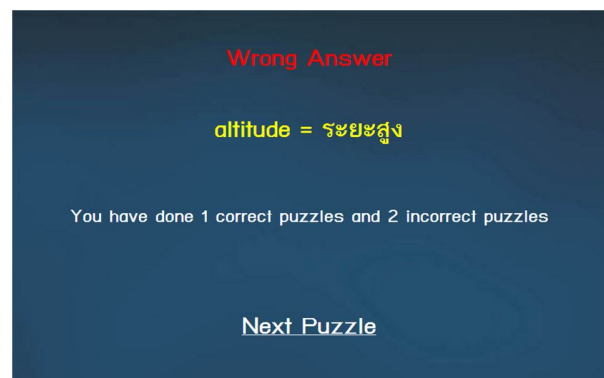 Wrong Answer
altitude = ระยะสูง
You have done 1 correct puzzles and 2 incorrect puzzles
Next Puzzle